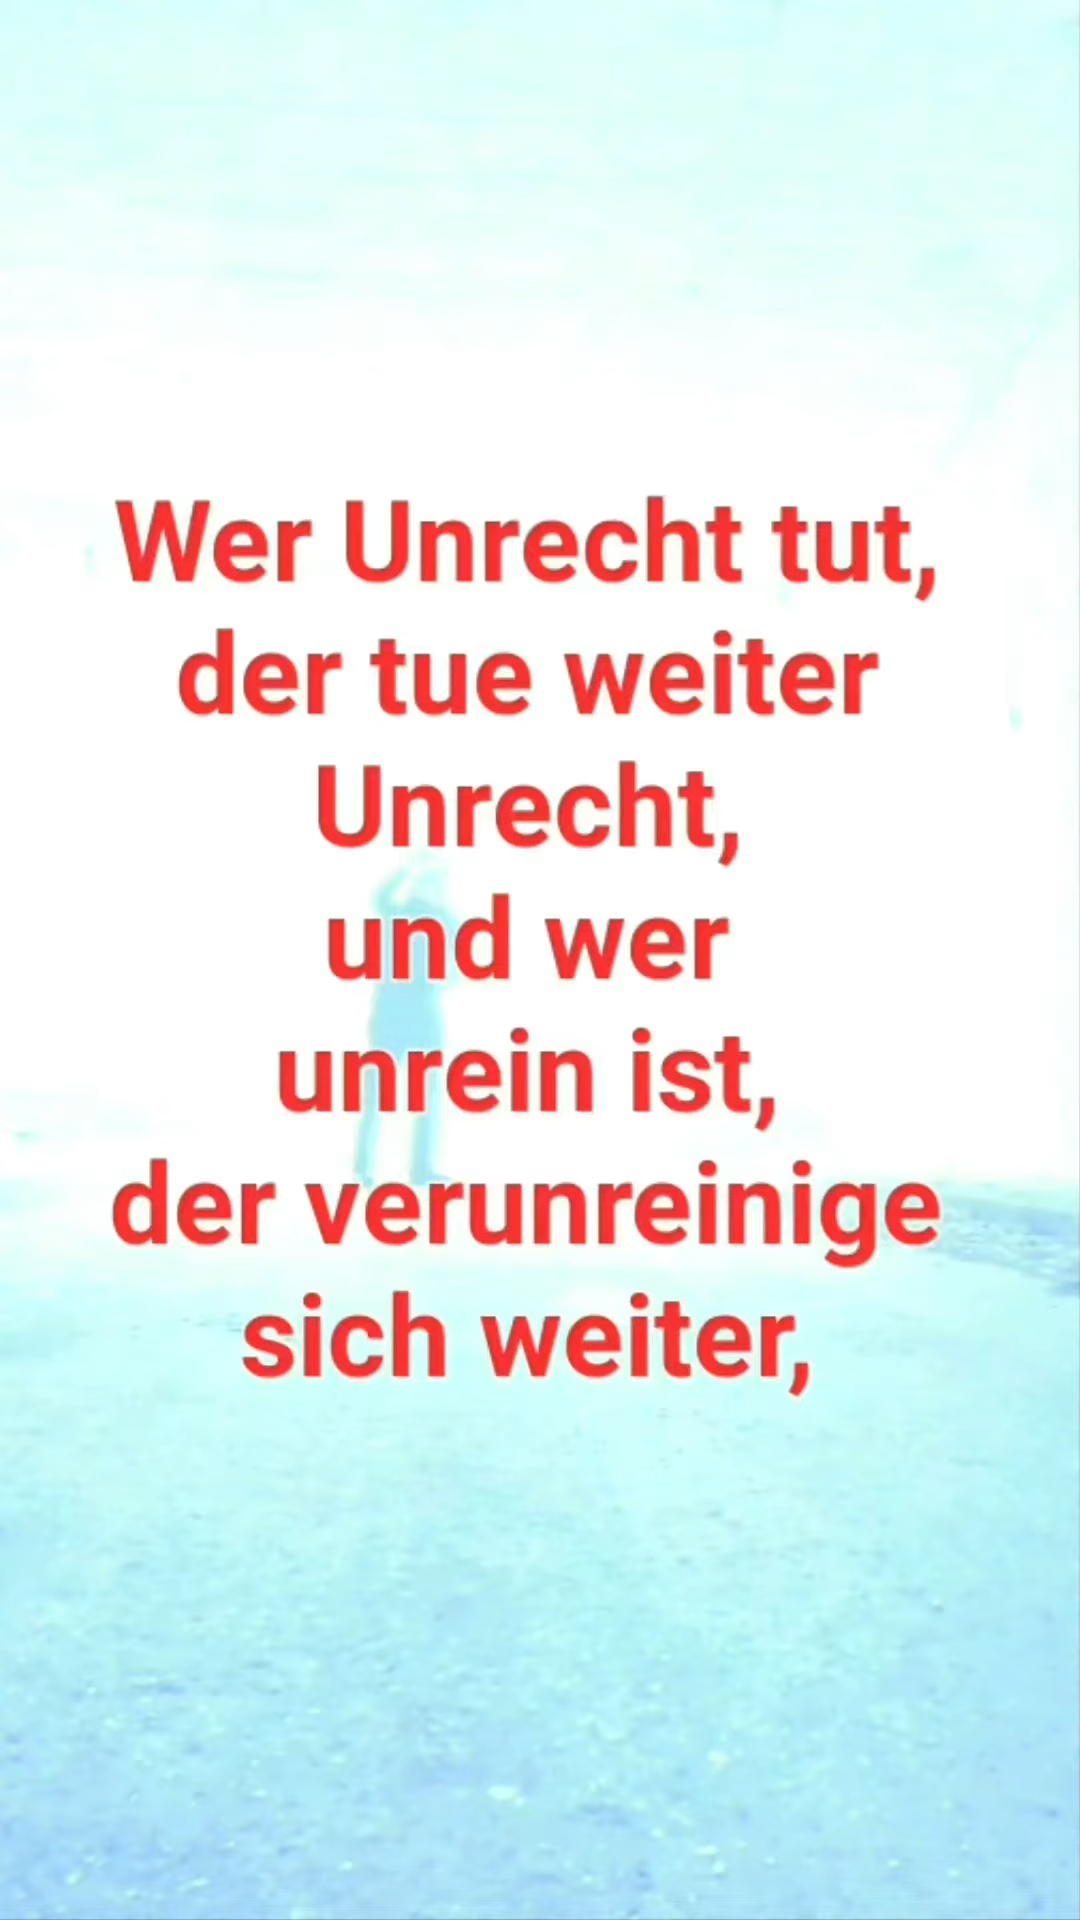 Wer Unrecht tut,
der tue weiter
Unrecht,
und wer
unrein ist,
der verunreinige
sich weiter,